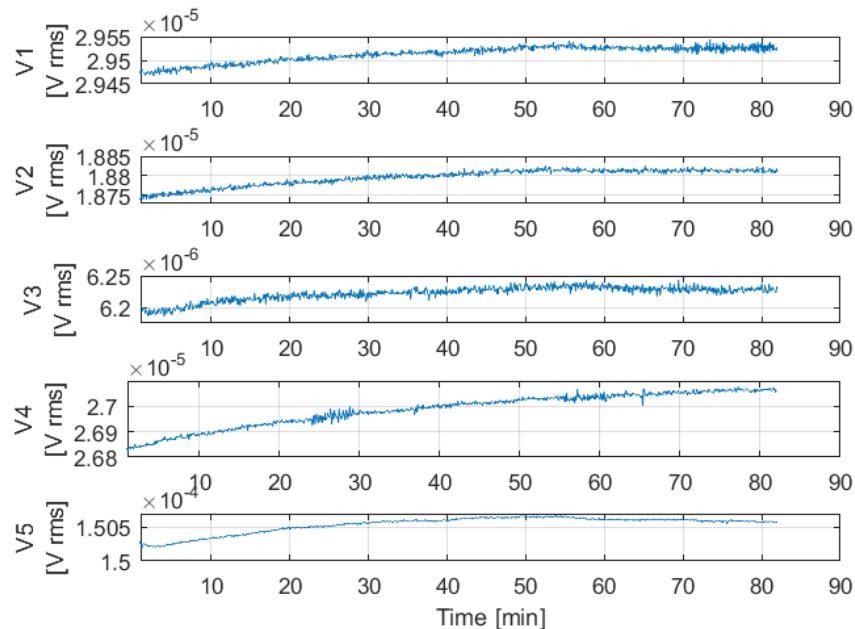 ×10-5
V1
[V rms]
2.955
2.95
2.945
10 20 30 40 50 60 70 80 90
×10-5
V2
[V rms]
1.885
1.88
1.875
10 20 30 40 50 60 70 80 90
×10-6
V3
[V rms]
6.25
6.2
10 20 30 40 50 60 70 80 90
×10-5
V4
[V rms]
2.7
2.69
2.68
10 20 30 40 50 60 70 80 90
×10-4
V5
[V rms]
1.505
1.5
10 20 30 40 50 60 70 80 90
Time [min]